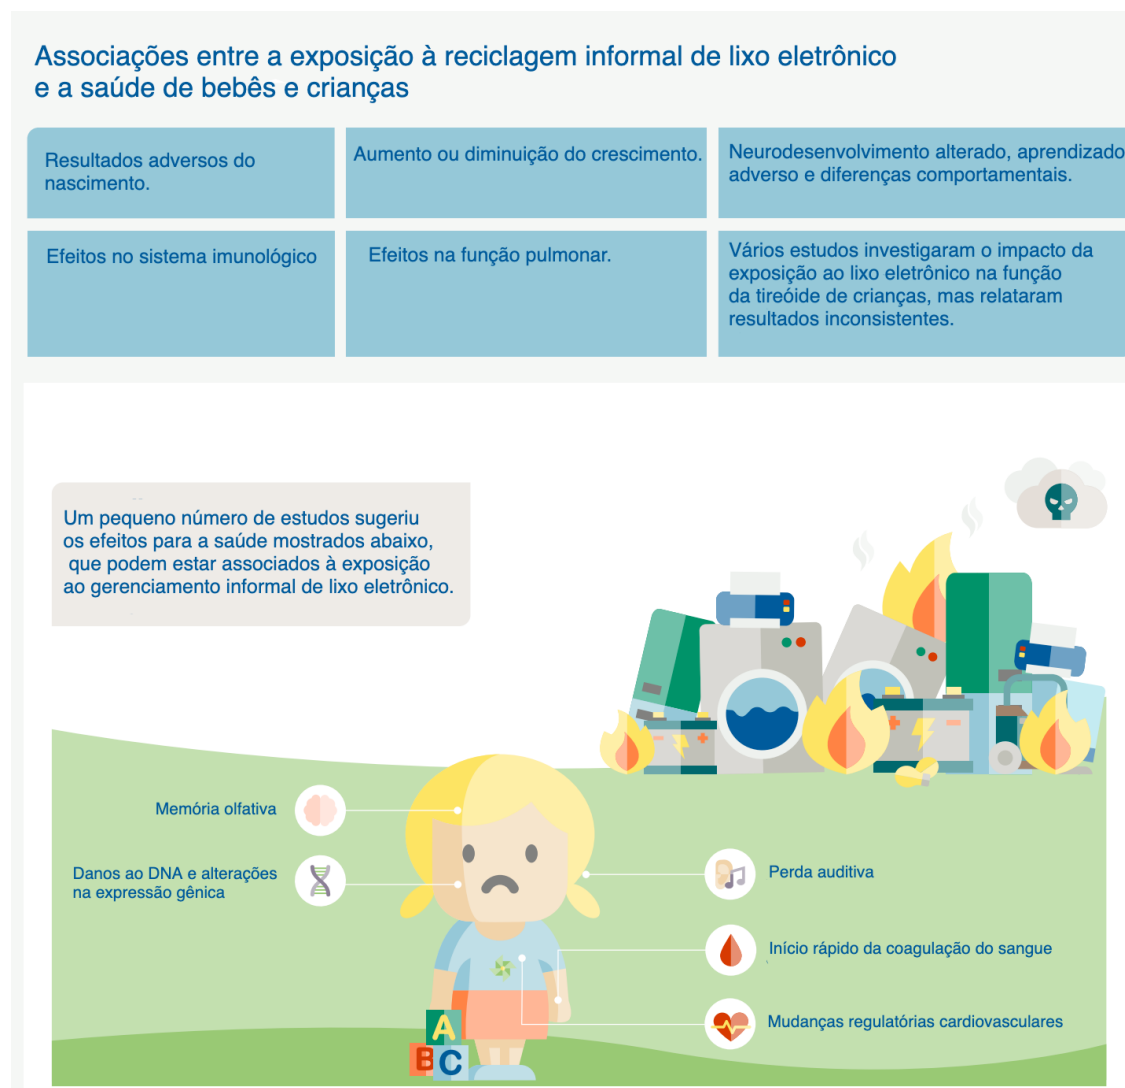 Associações entre a exposição à reciclagem informal de lixo eletrônico
e a saúde de bebês e crianças
Resultados adversos do
nascimento.
Aumento ou diminuição do crescimento.
Neurodesenvolvimento alterado, aprendizado
adverso e diferenças comportamentais.
Efeitos no sistema imunológico
Efeitos na função pulmonar.
Vários estudos investigaram o impacto da
exposição ao lixo eletrônico na função
da tireóide de crianças, mas relataram
resultados inconsistentes.
Um pequeno número de estudos sugeriu
os efeitos para a saúde mostrados abaixo,
que podem estar associados à exposição
ao gerenciamento informal de lixo eletrônico.
Memória olfativa
Danos ao DNA e alterações
na expressão gênica
Perda auditiva
Início rápido da coagulação do sangue
Mudanças regulatórias cardiovasculares
A
B C